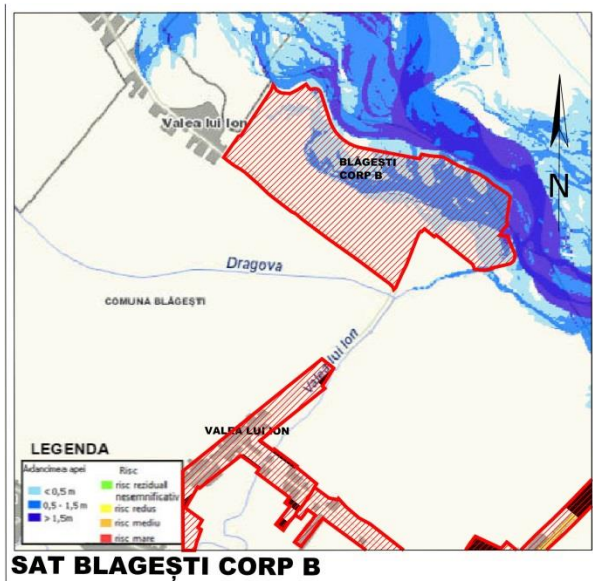 Valea lui Ion
BLĂGEȘTI
CORP B
N
Dragova
COMUNA BLĂGEȘTI
Valea lui Ion
VALEA LUI ION
LEGENDA
Adancimea apei
< 0,5 m
0,5 - 1,5 m
> 1,5m
Risc
risc rezidual
nesemnificativ
risc redus
risc mediu
risc mare
SAT BLAGEȘTI CORP B